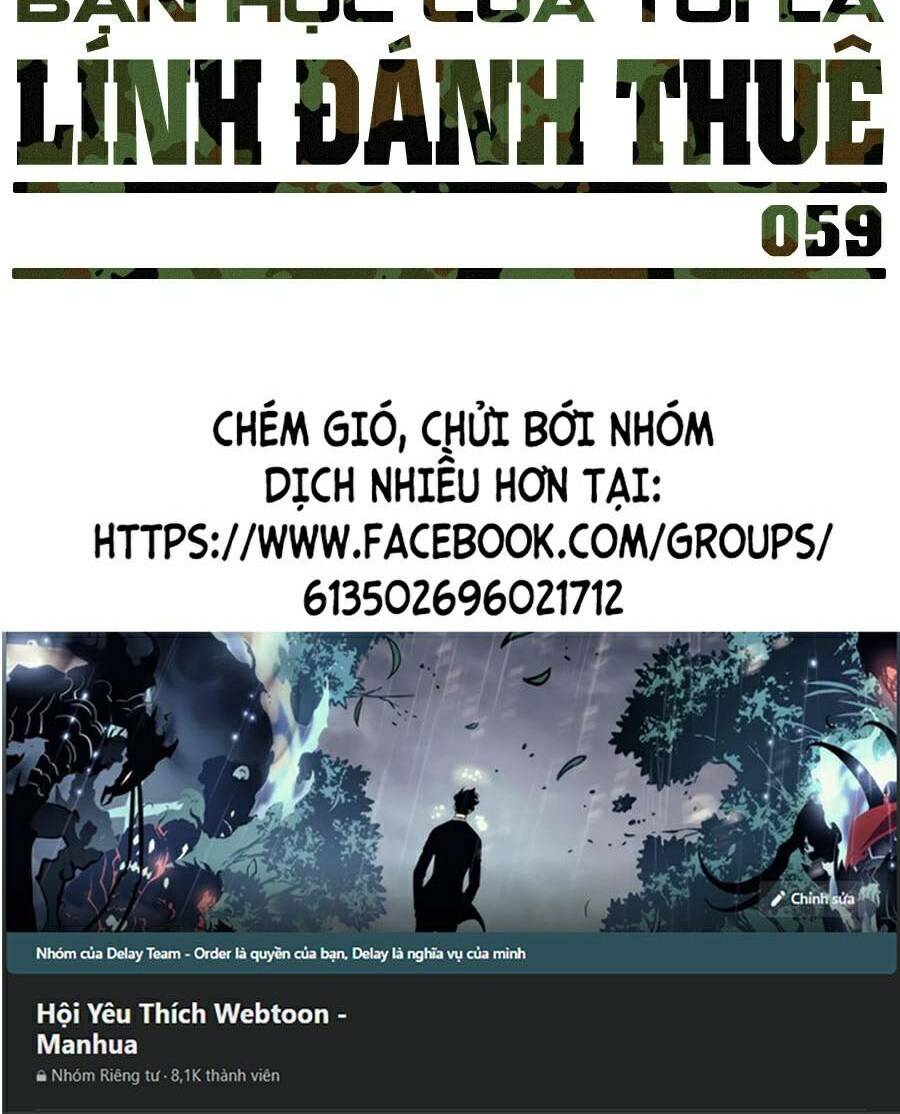 BẠN HỌC CỦA TÔI LÀ
LÍNH ĐÁNH THUÊ
059
CHÉM GIÓ, CHỬI BỚI NHÓM
DỊCH NHIỀU HƠN TẠI:
HTTPS://WWW.FACEBOOK.COM/GROUPS/
613502696021712
Chỉnh sửa
Nhóm của Delay Team - Order là quyền của bạn, Delay là nghĩa vụ của mình
Hội Yêu Thích Webtoon -
Manhua
Nhóm Riêng tư · 8,1K thành viên